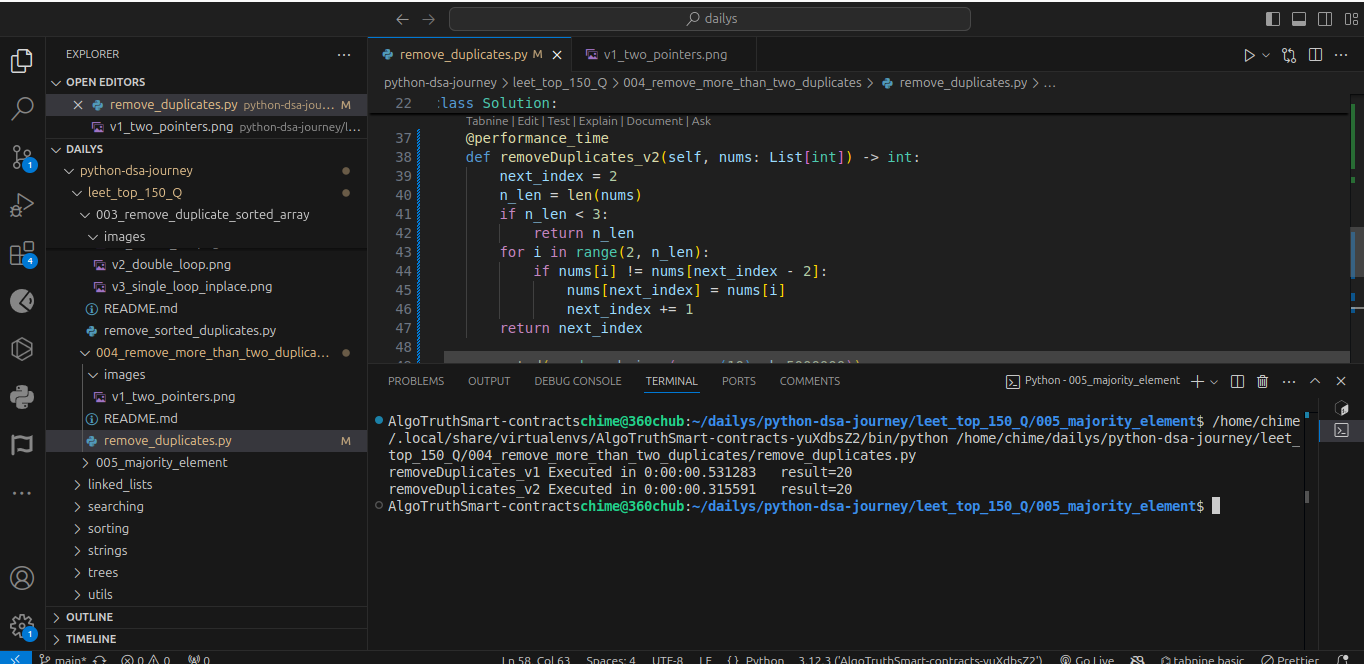 dailys
EXPLORER
OPEN EDITORS
remove_duplicates.py python-dsa-jou... M
v1_two_pointers.png python-dsa-journey/l...
DAILYS
python-dsa-journey
leet_top_150_Q
003_remove_duplicate_sorted_array
images
v2_double_loop.png
v3_single_loop_inplace.png
README.md
remove_sorted_duplicates.py
004_remove_more_than_two_duplica...
images
v1_two_pointers.png
README.md
remove_duplicates.py M
005_majority_element
linked_lists
searching
sorting
strings
trees
utils
OUTLINE
TIMELINE
1
4
1
remove_duplicates.py M
v1_two_pointers.png
python-dsa-journey > leet_top_150_Q > 004_remove_more_than_two_duplicates > remove_duplicates.py > ...
22 class Solution:
Tabnine | Edit | Test | Explain | Document | Ask
37 @performance_time
38 def removeDuplicates_v2(self, nums: List[int]) -> int:
39 next_index = 2
40 n_len = len(nums)
41 if n_len < 3:
42 return n_len
43 for i in range(2, n_len):
44 if nums[i] != nums[next_index - 2]:
45 nums[next_index] = nums[i]
46 next_index += 1
47 return next_index
48
PROBLEMS OUTPUT DEBUG CONSOLE TERMINAL PORTS COMMENTS
Python - 005_majority_element
AlgoTruthSmart-contractschime@360chub:~/dailys/python-dsa-journey/leet_top_150_Q/005_majority_element$ /home/chime
/.local/share/virtualenvs/AlgoTruthSmart-contracts-yuXdbsZ2/bin/python /home/chime/dailys/python-dsa-journey/leet_
top_150_Q/004_remove_more_than_two_duplicates/remove_duplicates.py
removeDuplicates_v1 Executed in 0:00:00.531283 result=20
removeDuplicates_v2 Executed in 0:00:00.315591 result=20
AlgoTruthSmart-contractschime@360chub:~/dailys/python-dsa-journey/leet_top_150_Q/005_majority_element$
main* 0 0 0 Ln 58, Col 63 Spaces: 4 UTF-8 LF {} Python 3.12.3 ('AlgoTruthSmart-contracts-yuXdbsZ2') Go Live tabnine basic Prettier